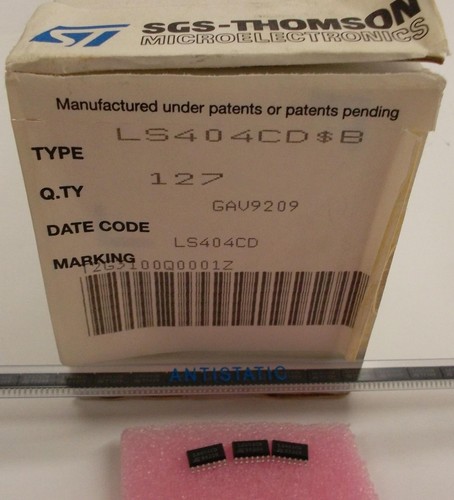 ST SGS-THOMSON
MICROELECTRONICS
Manufactured under patents or patents pending
TYPE LS404CD$B
Q.TY 127
GAV9209
DATE CODE
LS404CD
MARKING
ANTISTATIC